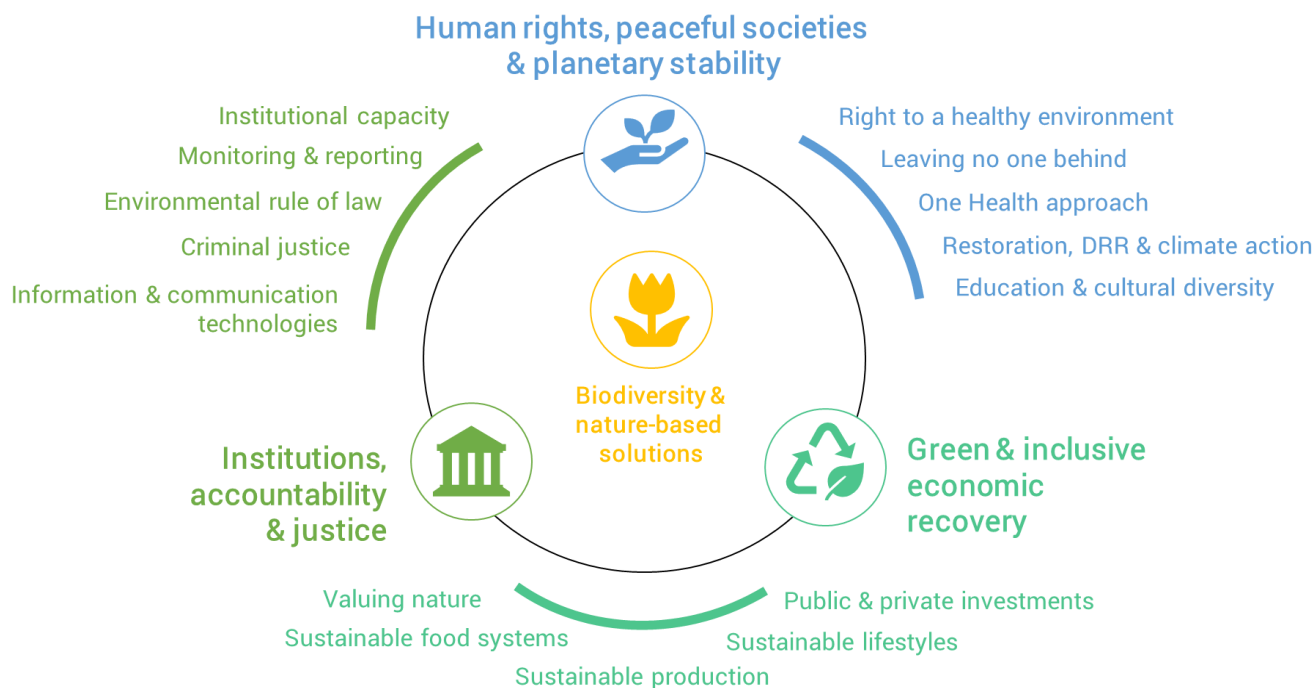 Human rights, peaceful societies
& planetary stability
Institutional capacity
Monitoring & reporting
Environmental rule of law
Criminal justice
Information & communication
technologies
Right to a healthy environment
Leaving no one behind
One Health approach
Restoration, DRR & climate action
Education & cultural diversity
Biodiversity &
nature-based
solutions
Institutions,
accountability
& justice
Green & inclusive
economic
recovery
Valuing nature
Sustainable food systems
Sustainable production
Sustainable lifestyles
Public & private investments